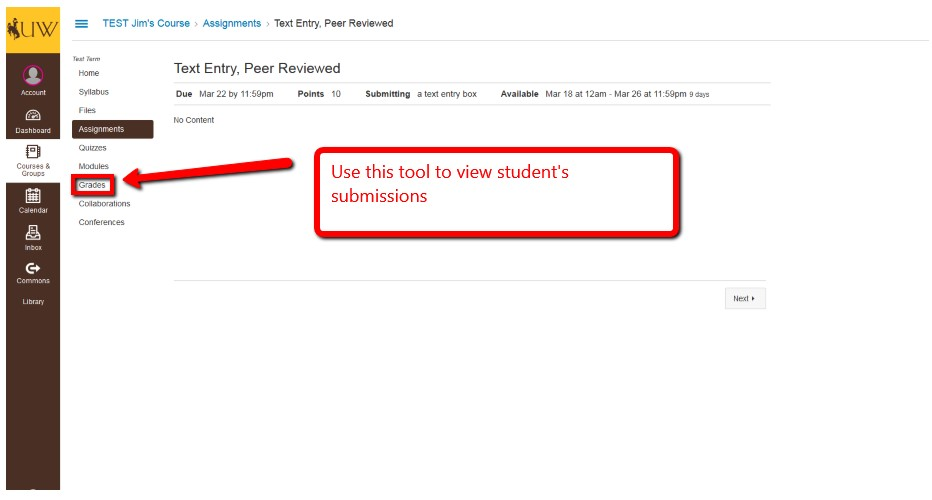 UW
TEST Jim's Course › Assignments › Text Entry, Peer Reviewed
Account
Dashboard
Courses &
Groups
Calendar
Inbox
Commons
Library
Test Term
Home
Syllabus
Files
Assignments
Quizzes
Modules
Grades
Collaborations
Conferences
Text Entry, Peer Reviewed
Due Mar 22 by 11:59pm Points 10 Submitting a text entry box Available Mar 18 at 12am - Mar 26 at 11:59pm 9 days
No Content
Use this tool to view student's
submissions
Next